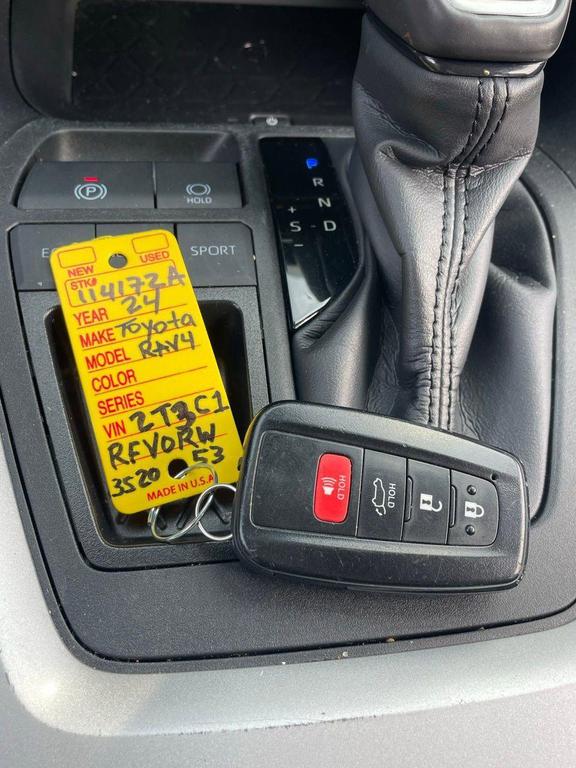 P
R
N
D
+
S
-
P
HOLD
E
SPORT
NEW USED
STK# 114172A
YEAR 24
MAKE Toyota
MODEL RAV4
COLOR
SERIES
VIN 2T3C1
RFV0RW
3520 53
MADE IN U.S.A
HOLD
HOLD